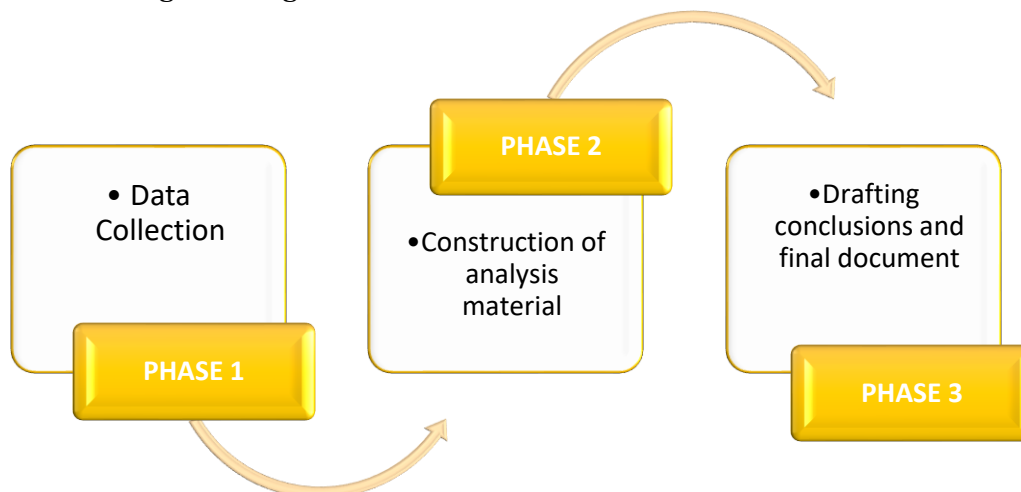 • Data
Collection
PHASE 1
PHASE 2
•Construction of
analysis
material
•Drafting
conclusions and
final document
PHASE 3